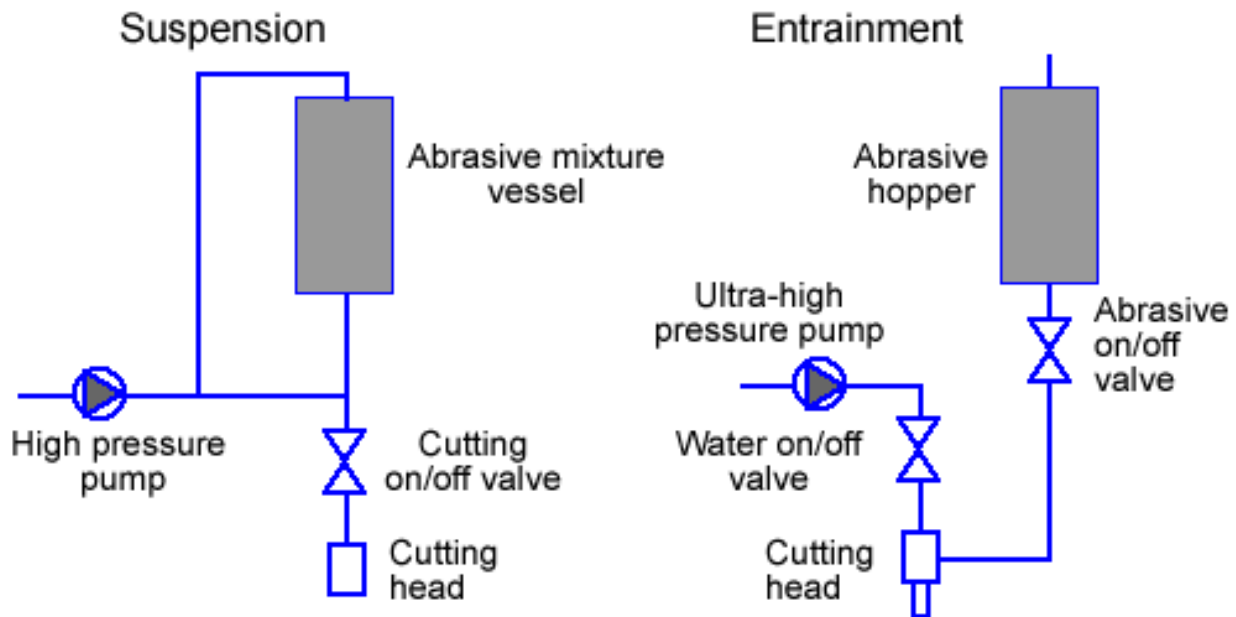 Suspension
Abrasive mixture
vessel
High pressure
pump
Cutting
on/off valve
Cutting
head
Entrainment
Abrasive
hopper
Ultra-high
pressure pump
Abrasive
on/off
valve
Water on/off
valve
Cutting
head